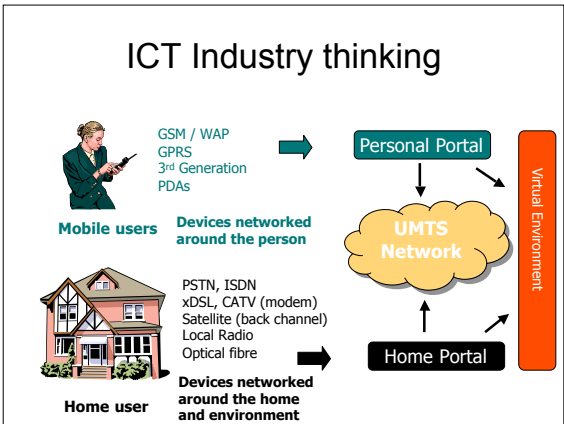 ICT Industry thinking
GSM / WAP
GPRS
3rd Generation
PDAs
Mobile users
Devices networked
around the person
Personal Portal
UMTS
Network
Virtual Environment
PSTN, ISDN
xDSL, CATV (modem)
Satellite (back channel)
Local Radio
Optical fibre
Home user
Devices networked
around the home
and environment
Home Portal